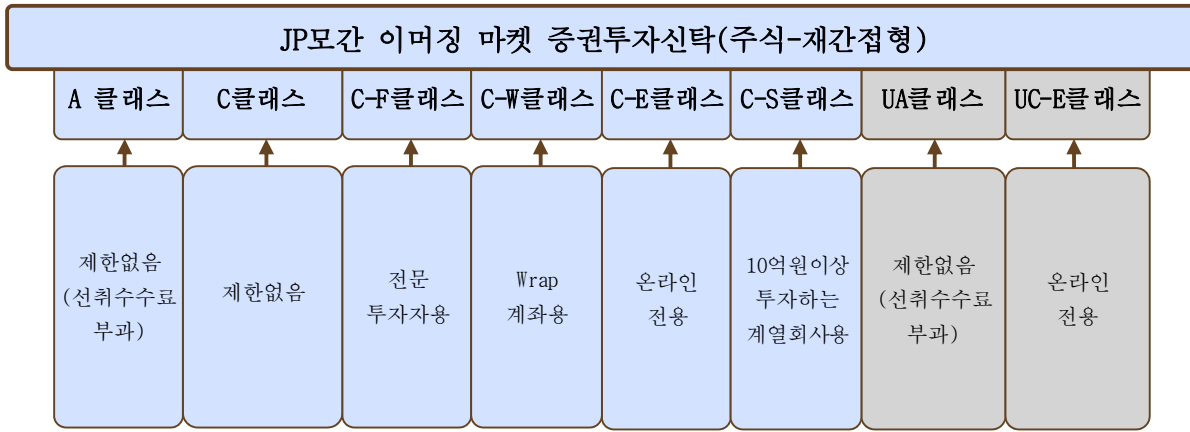 JP모간 이머징 마켓 증권투자신탁(주식-재간접형)
A 클래스
C클래스
C-F클래스
C-W클래스
C-E클래스
C-S클래스
UA클래스
UC-E클래스
제한없음
(선취수수료
부과)
제한없음
전문
투자자용
Wrap
계좌용
온라인
전용
10억원이상
투자하는
계열회사용
제한없음
(선취수수료
부과)
온라인
전용